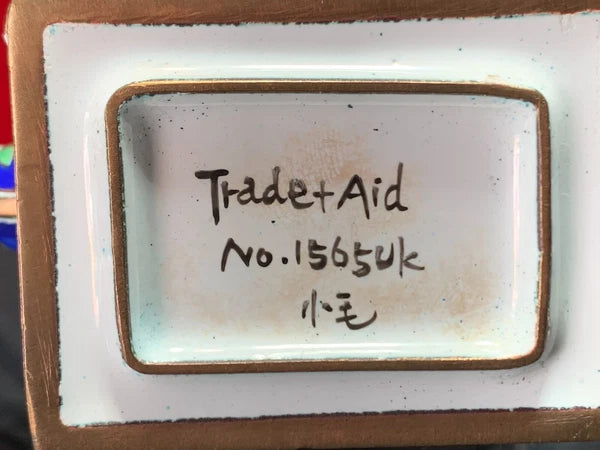 Trade+Aid
No.1565UK
小毛